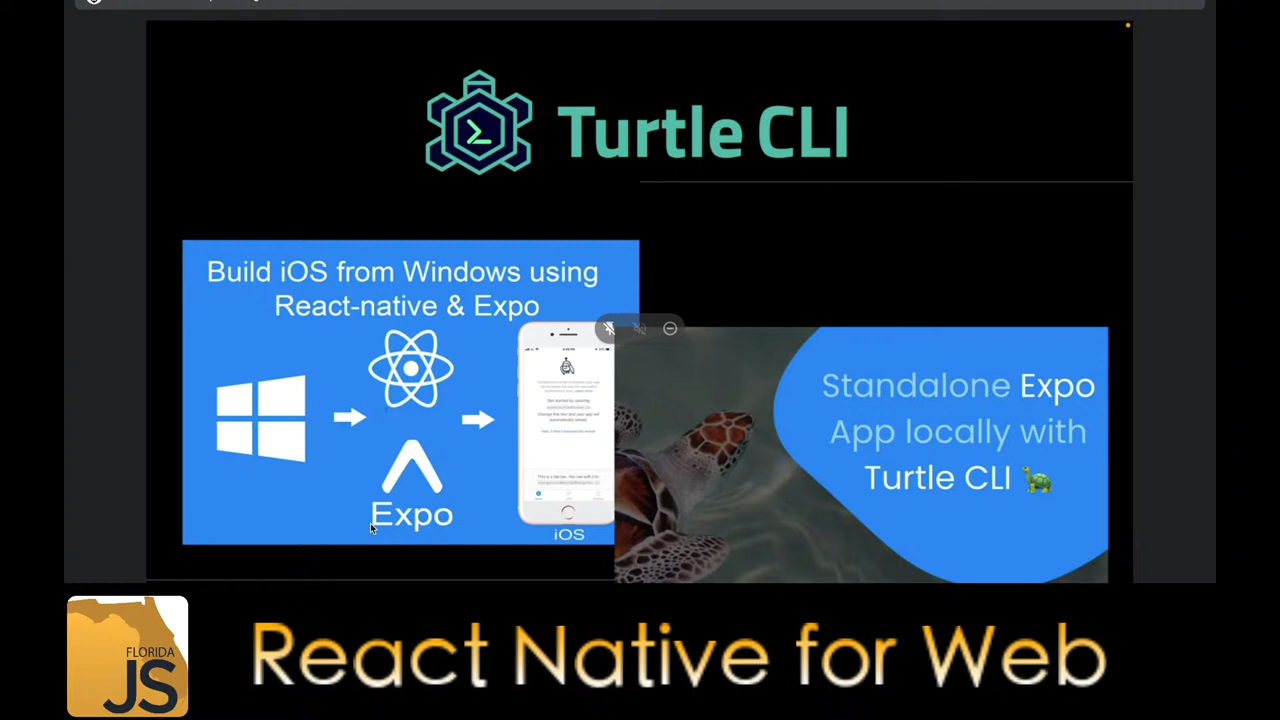 Turtle CLI
Build iOS from Windows using
React-native & Expo
Expo
iOS
Standalone Expo
App locally with
Turtle CLI 🐢
FLORIDA
JS
React Native for Web